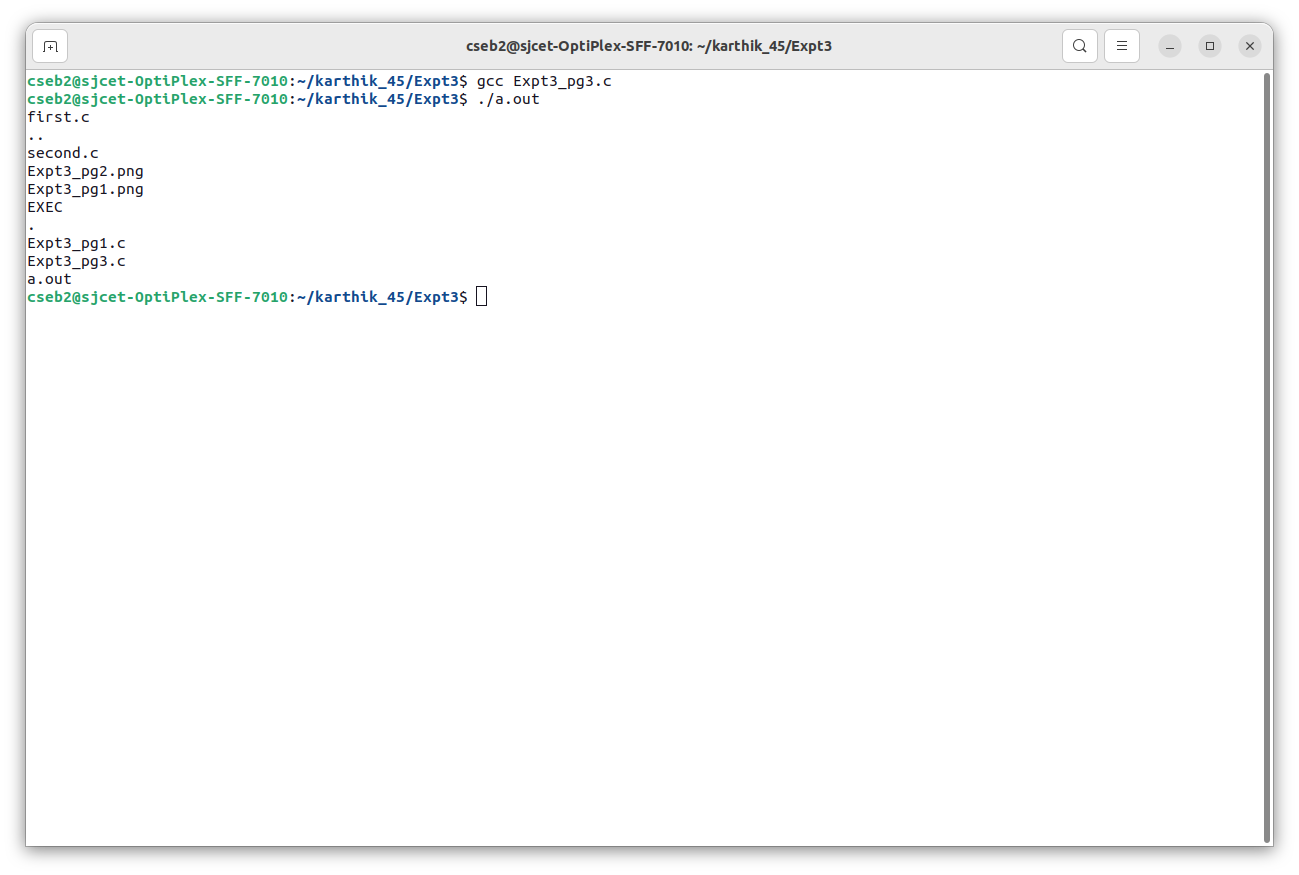 cseb2@sjcet-OptiPlex-SFF-7010: ~/karthik_45/Expt3
cseb2@sjcet-OptiPlex-SFF-7010:~/karthik_45/Expt3$ gcc Expt3_pg3.c
cseb2@sjcet-OptiPlex-SFF-7010:~/karthik_45/Expt3$ ./a.out
first.c
..
second.c
Expt3_pg2.png
Expt3_pg1.png
EXEC
.
Expt3_pg1.c
Expt3_pg3.c
a.out
cseb2@sjcet-OptiPlex-SFF-7010:~/karthik_45/Expt3$